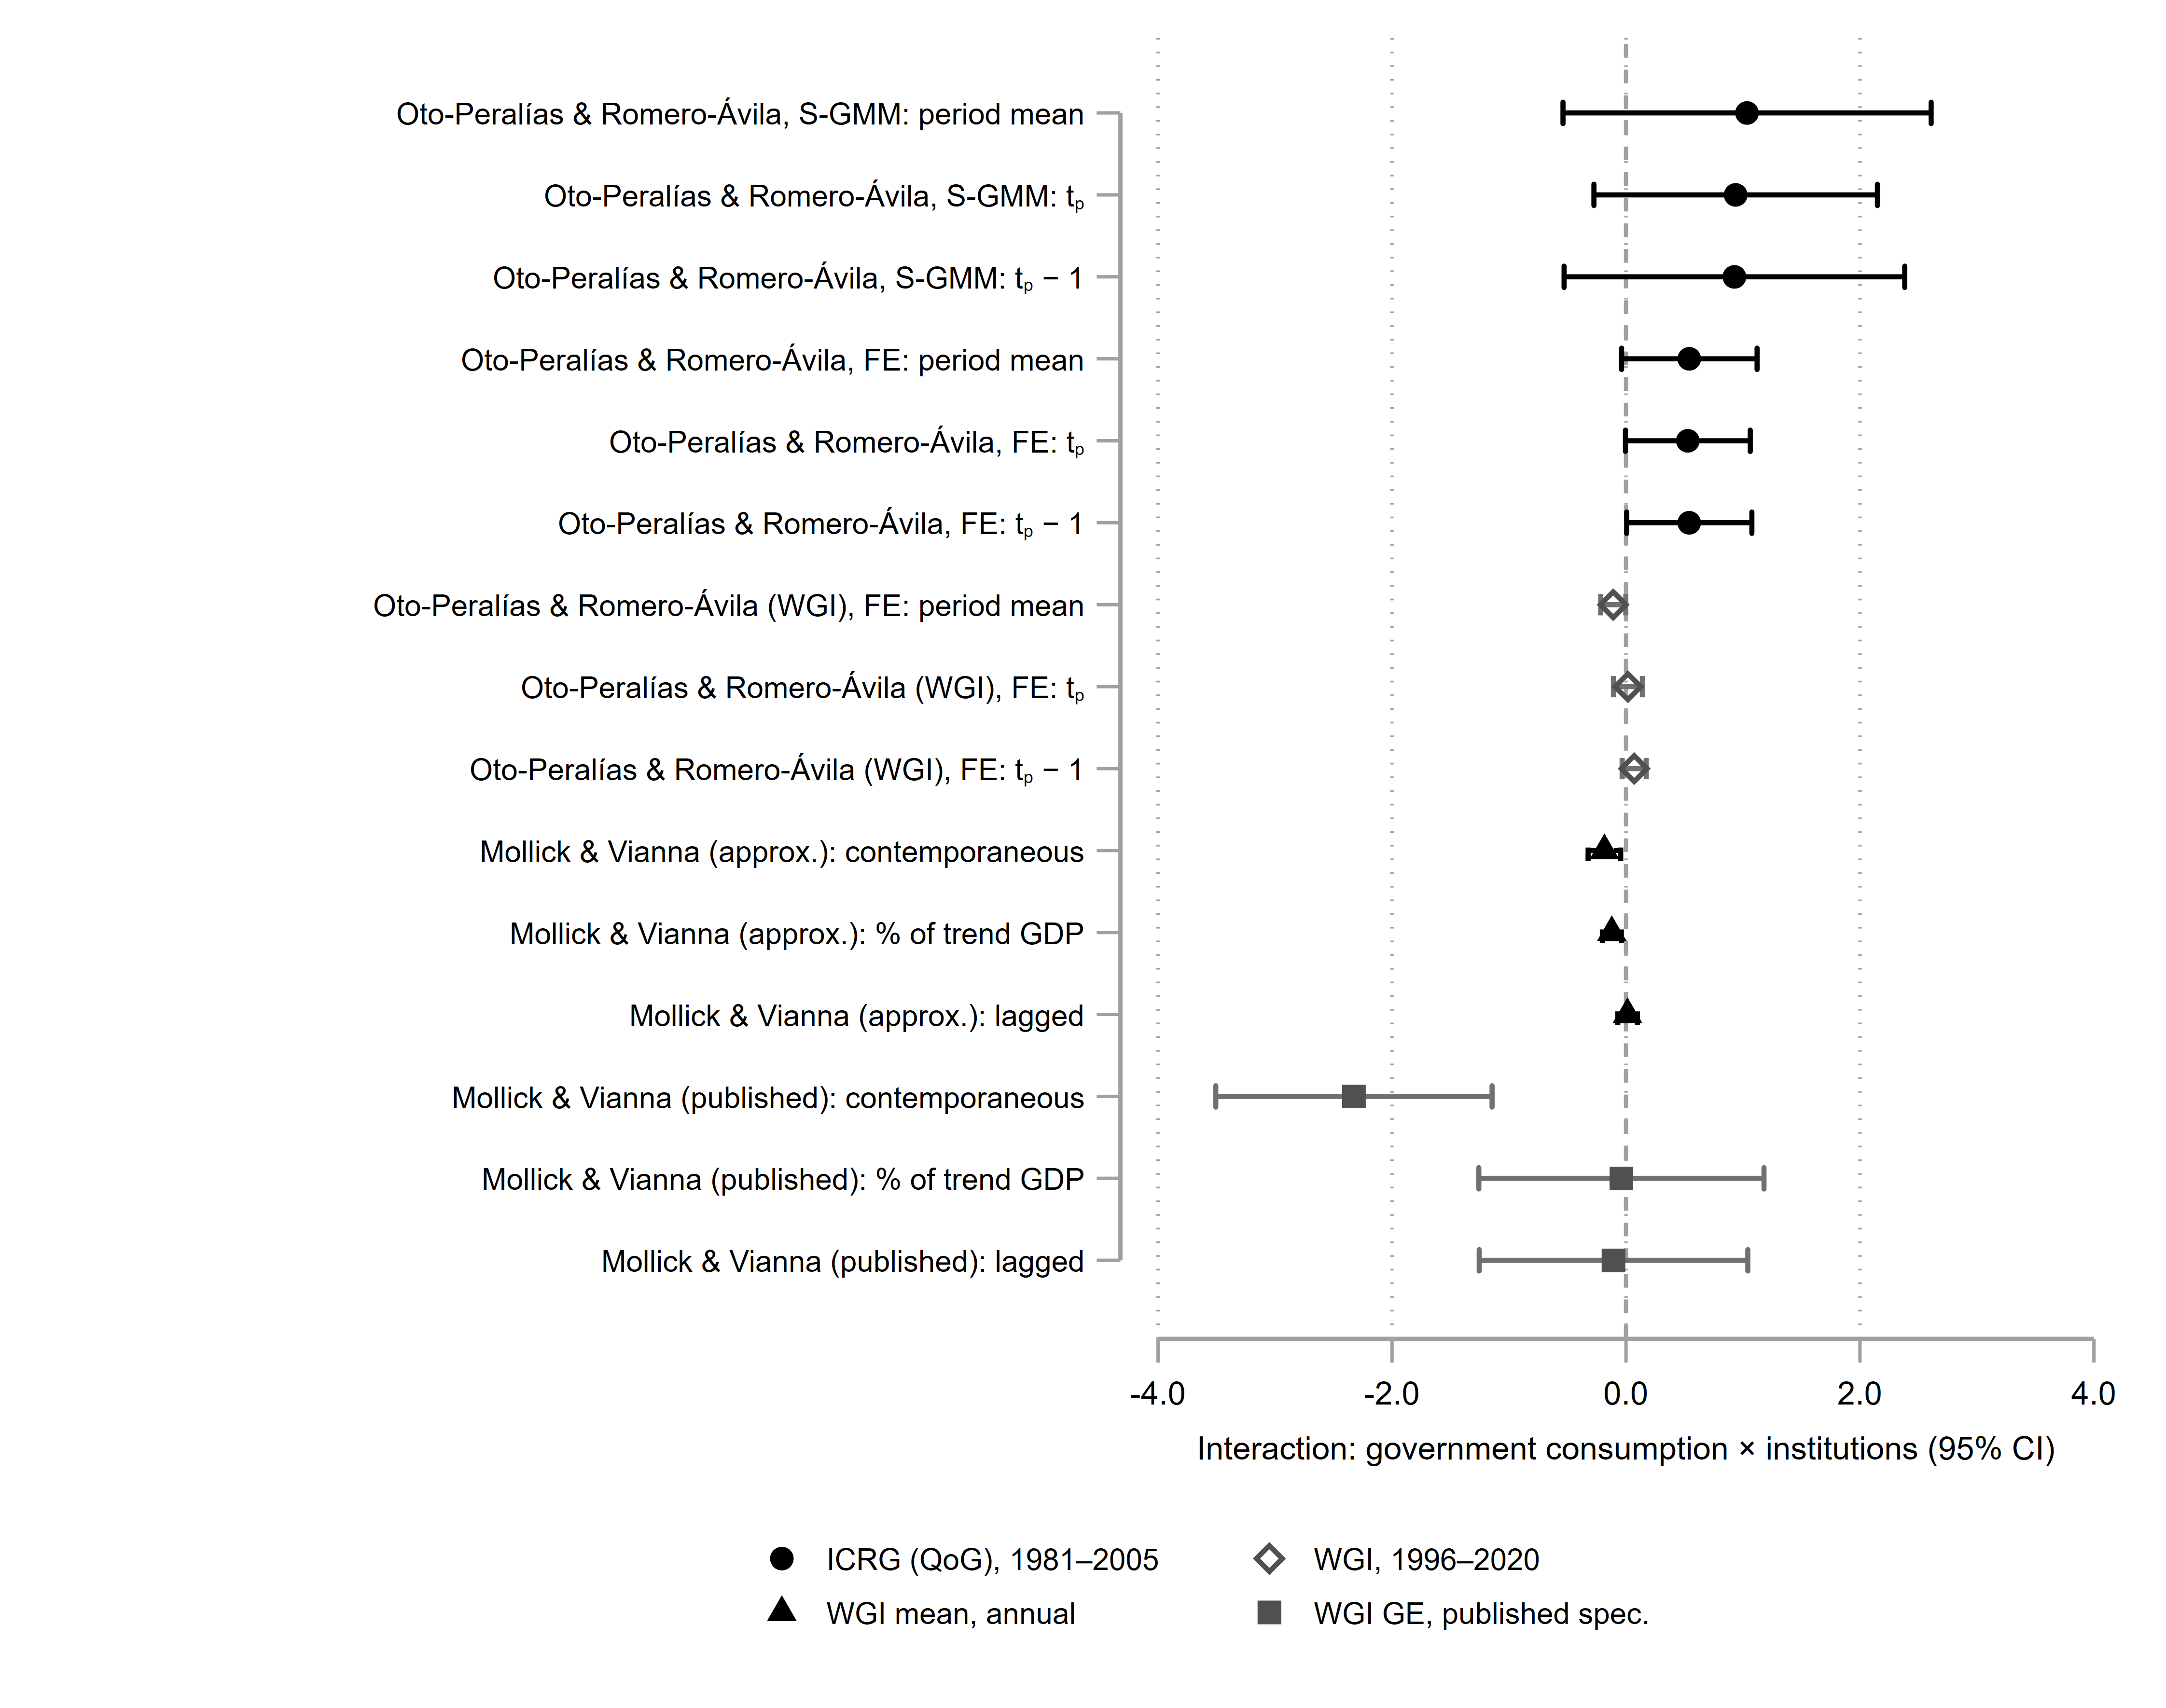 Oto-Peralías & Romero-Ávila, S-GMM: period mean
Oto-Peralías & Romero-Ávila, S-GMM: tₚ
Oto-Peralías & Romero-Ávila, S-GMM: tₚ − 1
Oto-Peralías & Romero-Ávila, FE: period mean
Oto-Peralías & Romero-Ávila, FE: tₚ
Oto-Peralías & Romero-Ávila, FE: tₚ − 1
Oto-Peralías & Romero-Ávila (WGI), FE: period mean
Oto-Peralías & Romero-Ávila (WGI), FE: tₚ
Oto-Peralías & Romero-Ávila (WGI), FE: tₚ − 1
Mollick & Vianna (approx.): contemporaneous
Mollick & Vianna (approx.): % of trend GDP
Mollick & Vianna (approx.): lagged
Mollick & Vianna (published): contemporaneous
Mollick & Vianna (published): % of trend GDP
Mollick & Vianna (published): lagged
-4.0 -2.0 0.0 2.0 4.0
Interaction: government consumption × institutions (95% CI)
ICRG (QoG), 1981–2005 WGI, 1996–2020
WGI mean, annual WGI GE, published spec.